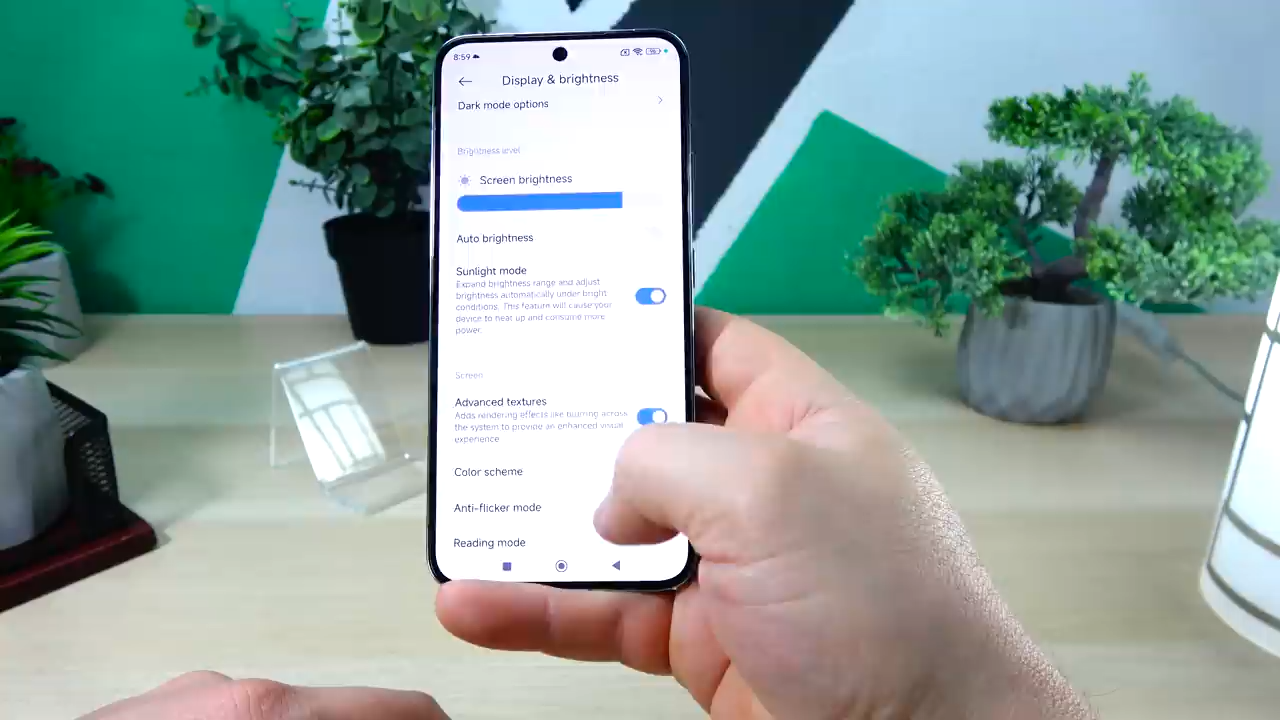 8:59
Display & brightness
Dark mode options
Brightness level
Screen brightness
Auto brightness
Sunlight mode
Expand brightness range and adjust
brightness automatically under bright
conditions. This feature will cause your
device to heat up and consume more
power.
Screen
Advanced textures
Adds rendering effects like blurring across
the system to provide an enhanced visual
experience
Color scheme
Anti-flicker mode
Reading mode